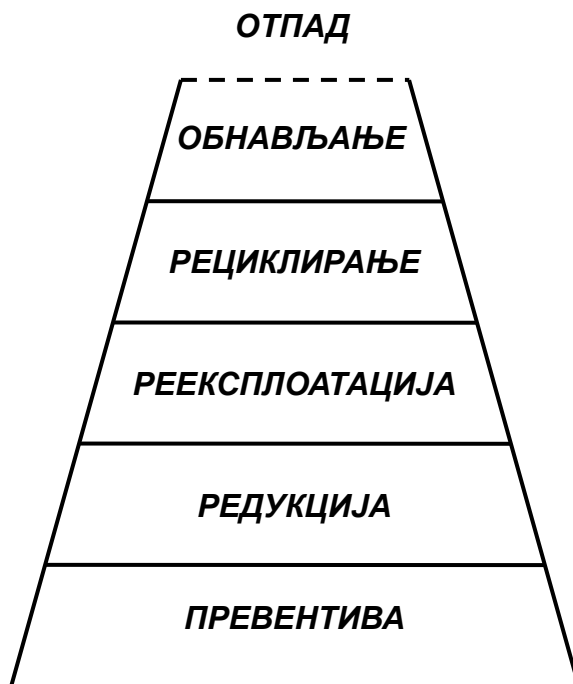 ОТПАД
ОБНАВЉАЊЕ
РЕЦИКЛИРАЊЕ
РЕЕКСПЛОАТАЦИЈА
РЕДУКЦИЈА
ПРЕВЕНТИВА